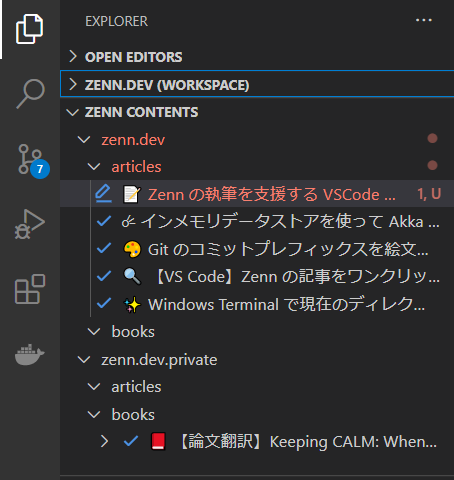 EXPLORER
OPEN EDITORS
ZENN.DEV (WORKSPACE)
ZENN CONTENTS
zenn.dev
articles
📝 Zenn の執筆を支援する VSCode ... 1, U
インメモリデータストアを使って Akka ...
🎨 Git のコミットプレフィックスを絵文...
🔍 【VS Code】Zenn の記事をワンクリッ...
✨ Windows Terminal で現在のディレク...
books
zenn.dev.private
articles
books
📕 【論文翻訳】Keeping CALM: When...
7